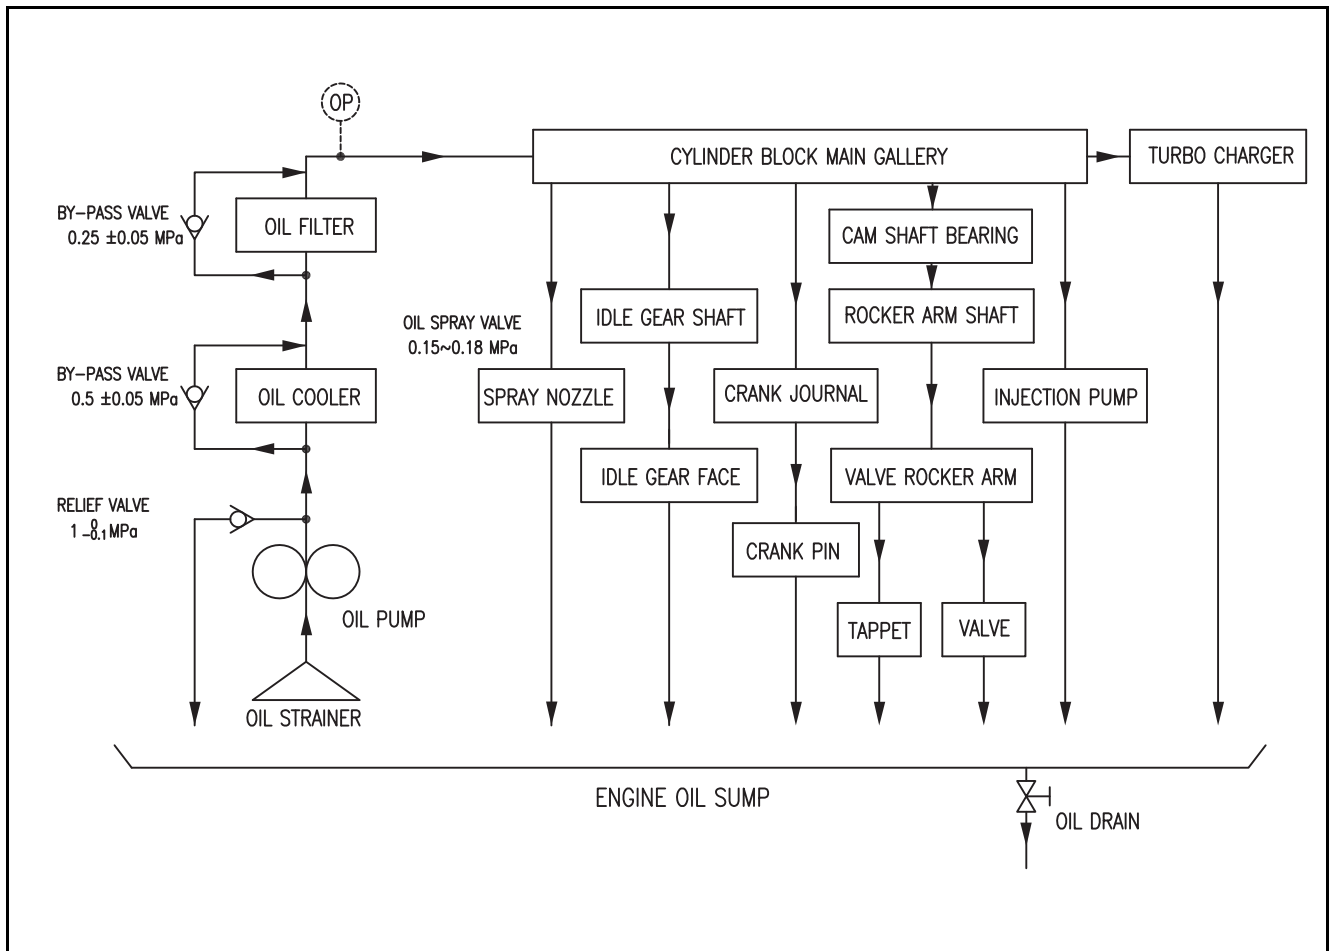 OP
CYLINDER BLOCK MAIN GALLERY
TURBO CHARGER
BY-PASS VALVE
0.25 ±0.05 MPa
OIL FILTER
CAM SHAFT BEARING
OIL SPRAY VALVE
0.15~0.18 MPa
IDLE GEAR SHAFT
ROCKER ARM SHAFT
BY-PASS VALVE
0.5 ±0.05 MPa
OIL COOLER
SPRAY NOZZLE
CRANK JOURNAL
INJECTION PUMP
IDLE GEAR FACE
VALVE ROCKER ARM
RELIEF VALVE
1 0 -0.1 MPa
CRANK PIN
OIL PUMP
TAPPET
VALVE
OIL STRAINER
ENGINE OIL SUMP
OIL DRAIN